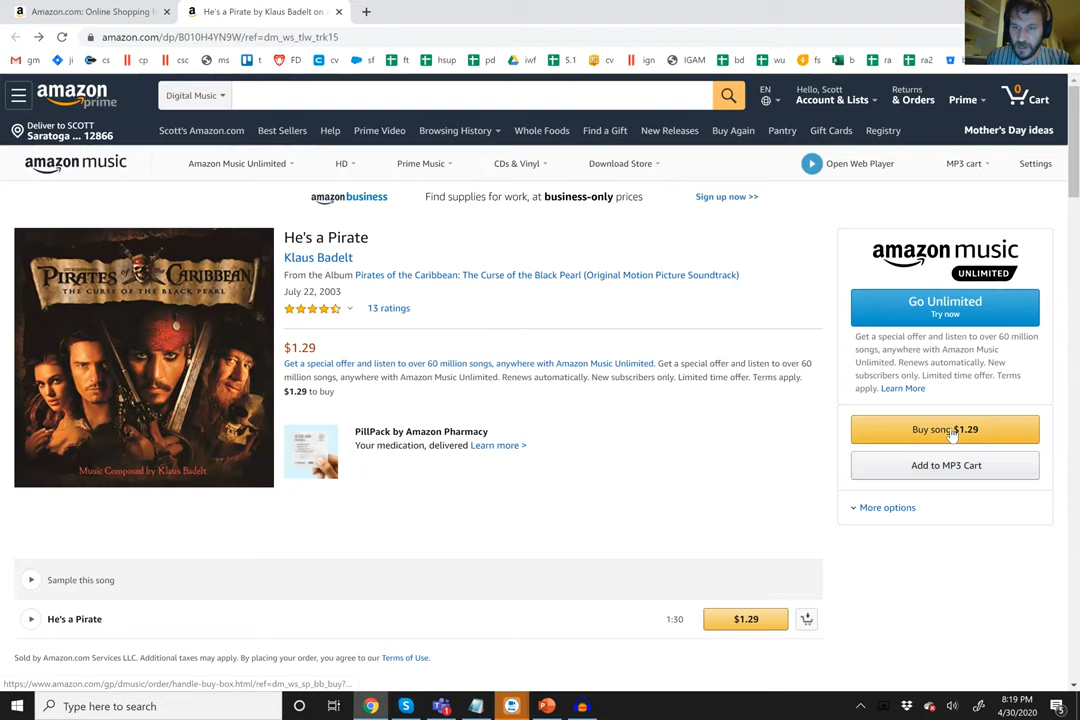 Amazon.com: Online Shopping
He's a Pirate by Klaus Badelt on
amazon.com/dp/B010H4YN9W/ref=dm_ws_tlw_trk15
gm ji cs cp csc ms t FD cv sf ft hsup pd iwf 5.1 cv ign IGAM bd wu fs b ra ra2 b
amazon prime
Digital Music
EN
Hello, Scott
Account & Lists
Returns
& Orders
Prime
0
Cart
Deliver to SCOTT
Saratoga ... 12866
Scott's Amazon.com Best Sellers Help Prime Video Browsing History Whole Foods Find a Gift New Releases Buy Again Pantry Gift Cards Registry
Mother's Day ideas
amazon music
Amazon Music Unlimited HD Prime Music CDs & Vinyl Download Store
Open Web Player MP3 cart Settings
amazonbusiness Find supplies for work, at business-only prices Sign up now >>
PIRATES of the CARIBBEAN
THE CURSE OF THE BLACK PEARL
Music Composed by Klaus Badelt
He's a Pirate
Klaus Badelt
From the Album Pirates of the Caribbean: The Curse of the Black Pearl (Original Motion Picture Soundtrack)
July 22, 2003
13 ratings
$1.29
Get a special offer and listen to over 60 million songs, anywhere with Amazon Music Unlimited. Get a special offer and listen to over 60
million songs, anywhere with Amazon Music Unlimited. Renews automatically. New subscribers only. Limited time offer. Terms apply.
$1.29 to buy
PillPack by Amazon Pharmacy
Your medication, delivered Learn more >
amazon music
UNLIMITED
Go Unlimited
Try now
Get a special offer and listen to over 60 million
songs, anywhere with Amazon Music
Unlimited. Renews automatically. New
subscribers only. Limited time offer. Terms
apply. Learn More
Buy song $1.29
Add to MP3 Cart
More options
Sample this song
He's a Pirate 1:30 $1.29
Sold by Amazon.com Services LLC. Additional taxes may apply. By placing your order, you agree to our Terms of Use.
https://www.amazon.com/gp/dmusic/order/handle-buy-box.html/ref=dm_ws_sp_bb_buy?...
Type here to search
8:19 PM
4/30/2020